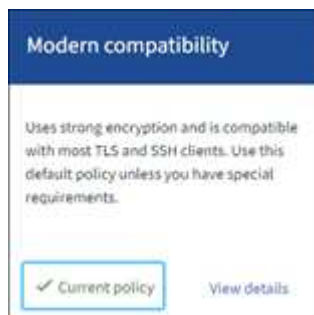 Modern compatibility
Uses strong encryption and is compatible
with most TLS and SSH clients. Use this
default policy unless you have special
requirements.
✓ Current policy
View details